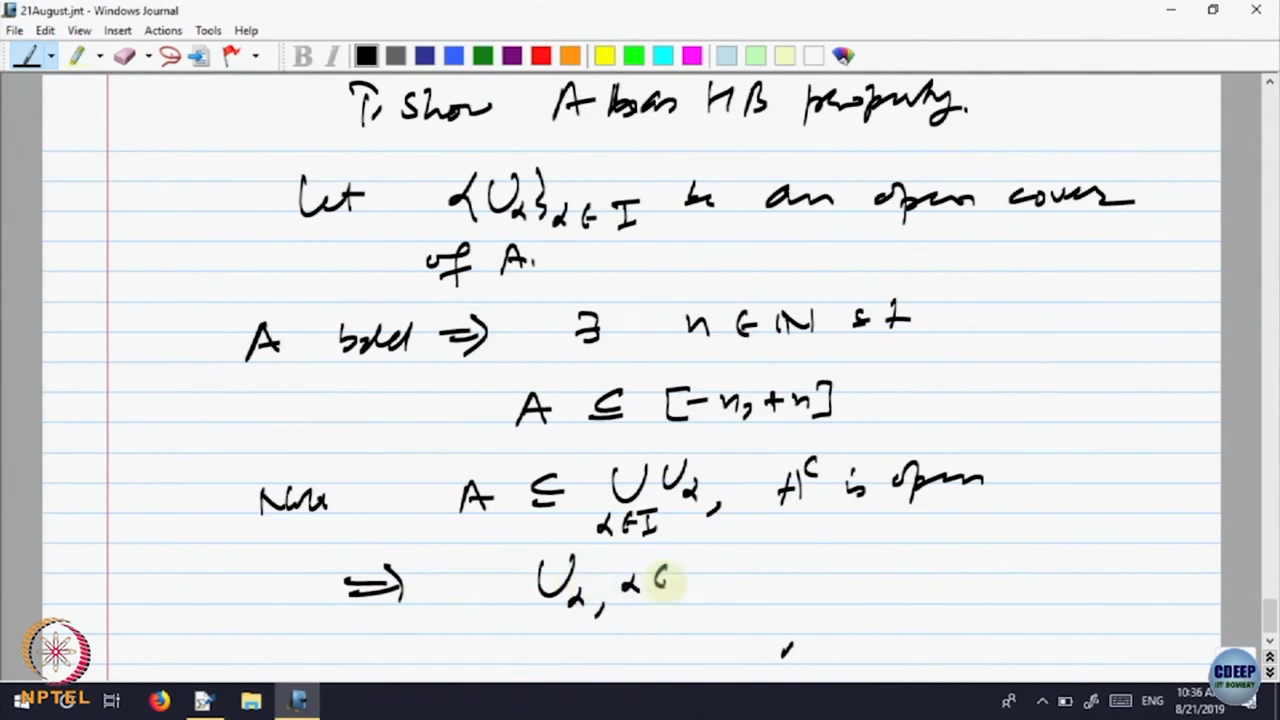 21August.jnt - Windows Journal
File Edit View Insert Actions Tools Help
B I
To show A has HB property.
Let {Uα}α∈I be an open cover
of A.
A bdd ⇒ ∃ n ∈ ℕ s t
A ⊆ [-n, +n]
Note A ⊆ ⋃α∈I Uα, Aᶜ is open
⇒ Uα, α
NPTEL
CDEEP
IIT BOMBAY
ENG
10:36 A
8/21/2019